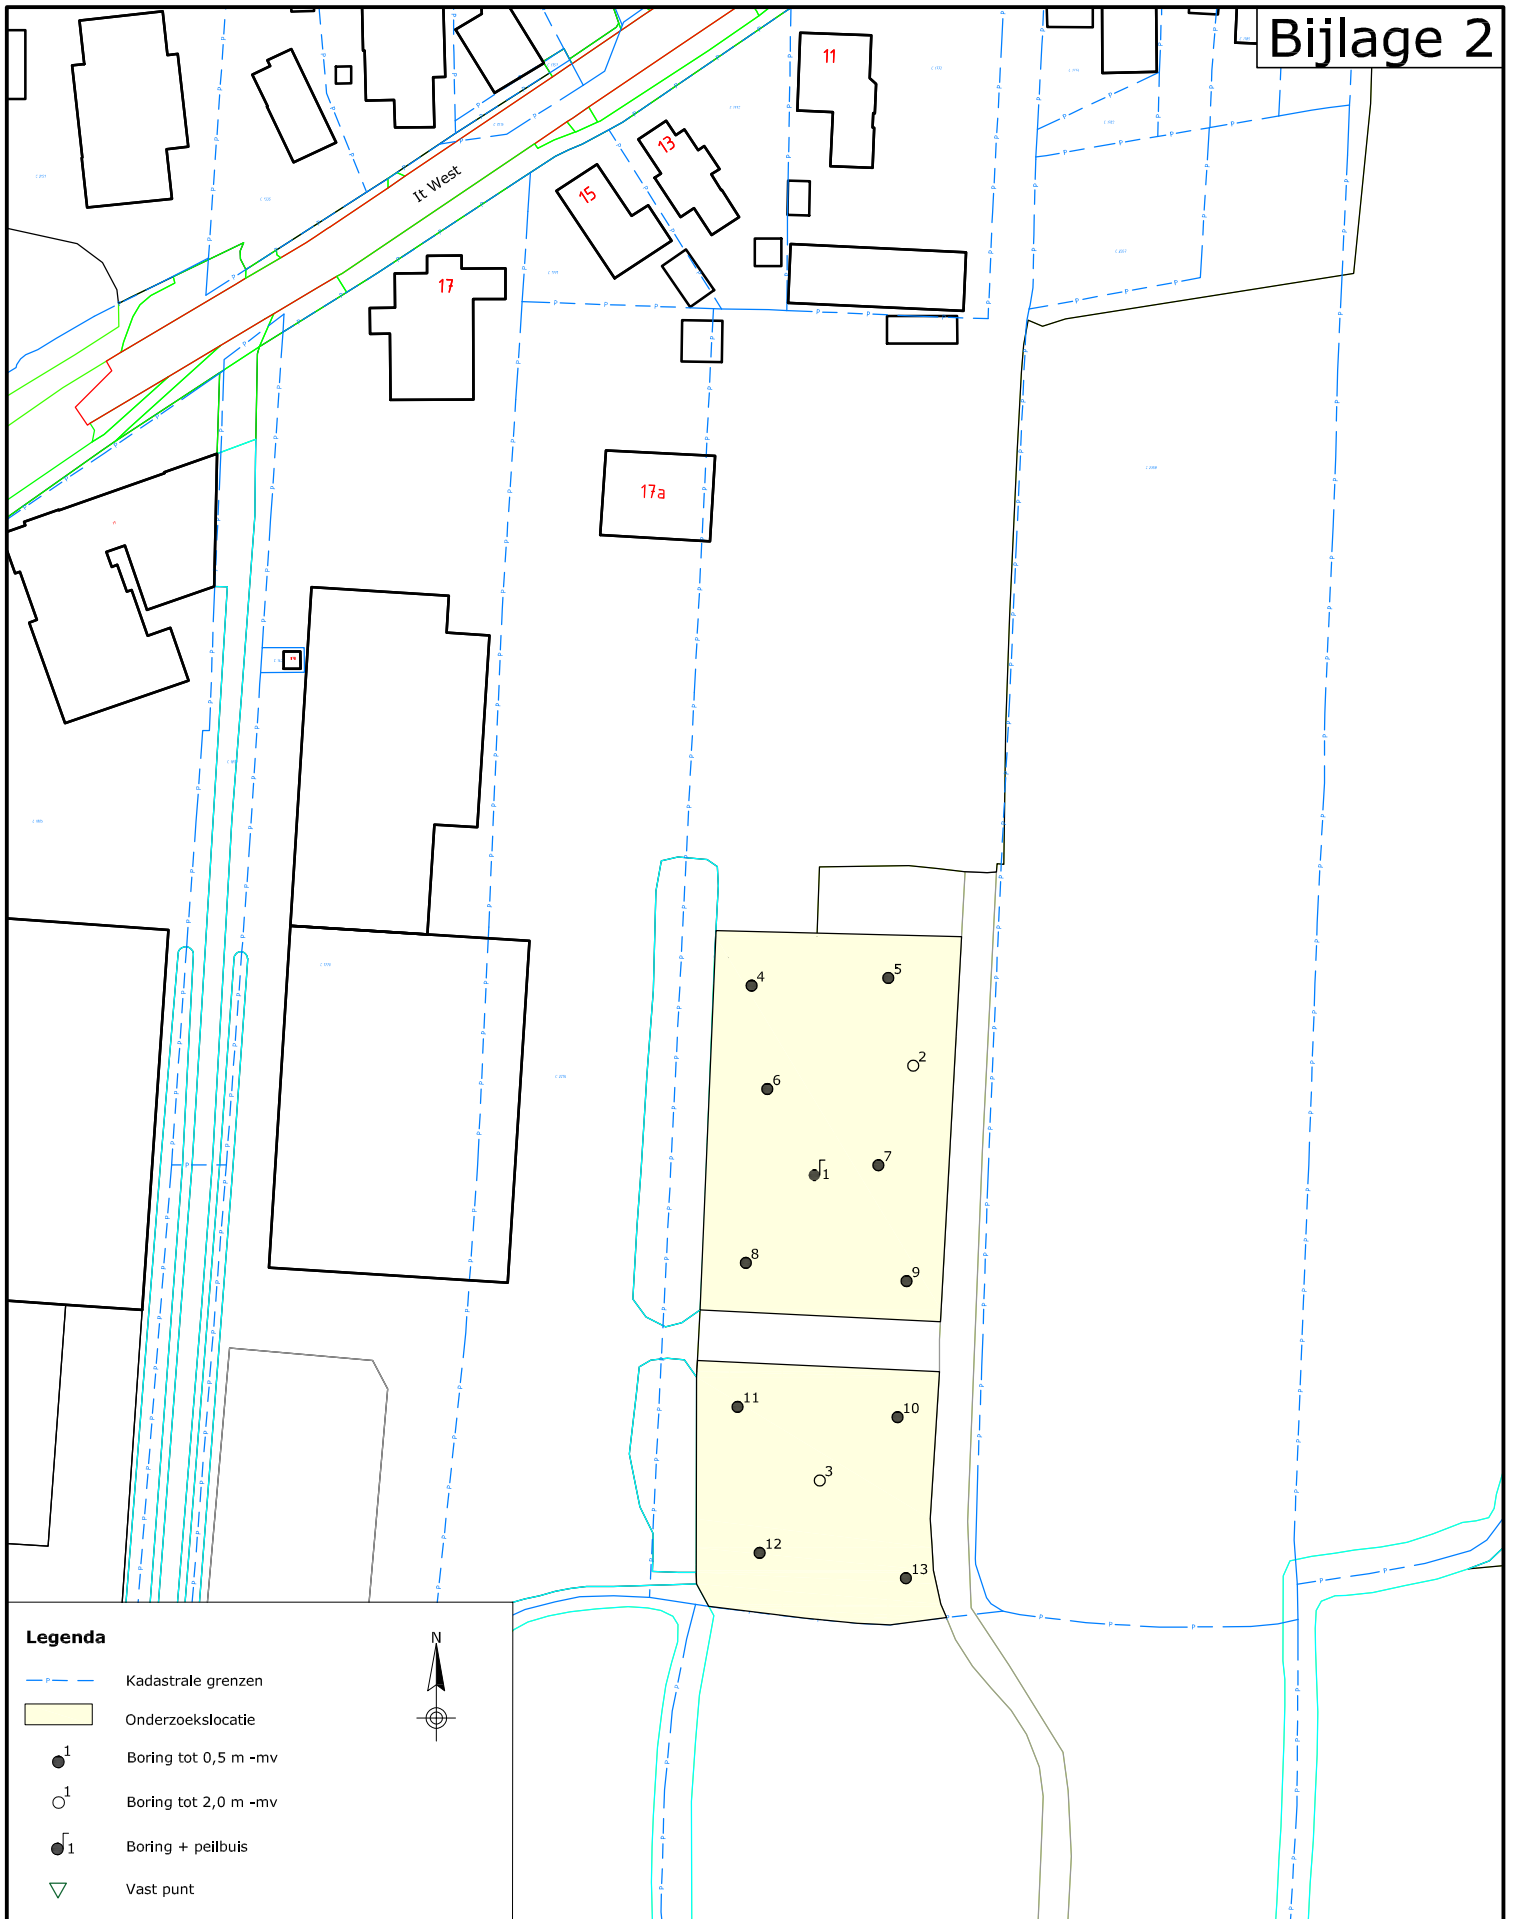 Bijlage 2
11
13
15
It West
17
17a
4
5
2
6
7
1
8
9
11
10
3
12
13
Legenda
N
P
Kadastrale grenzen
Onderzoekslocatie
1
Boring tot 0,5 m -mv
1
Boring tot 2,0 m -mv
1
Boring + peilbuis
Vast punt